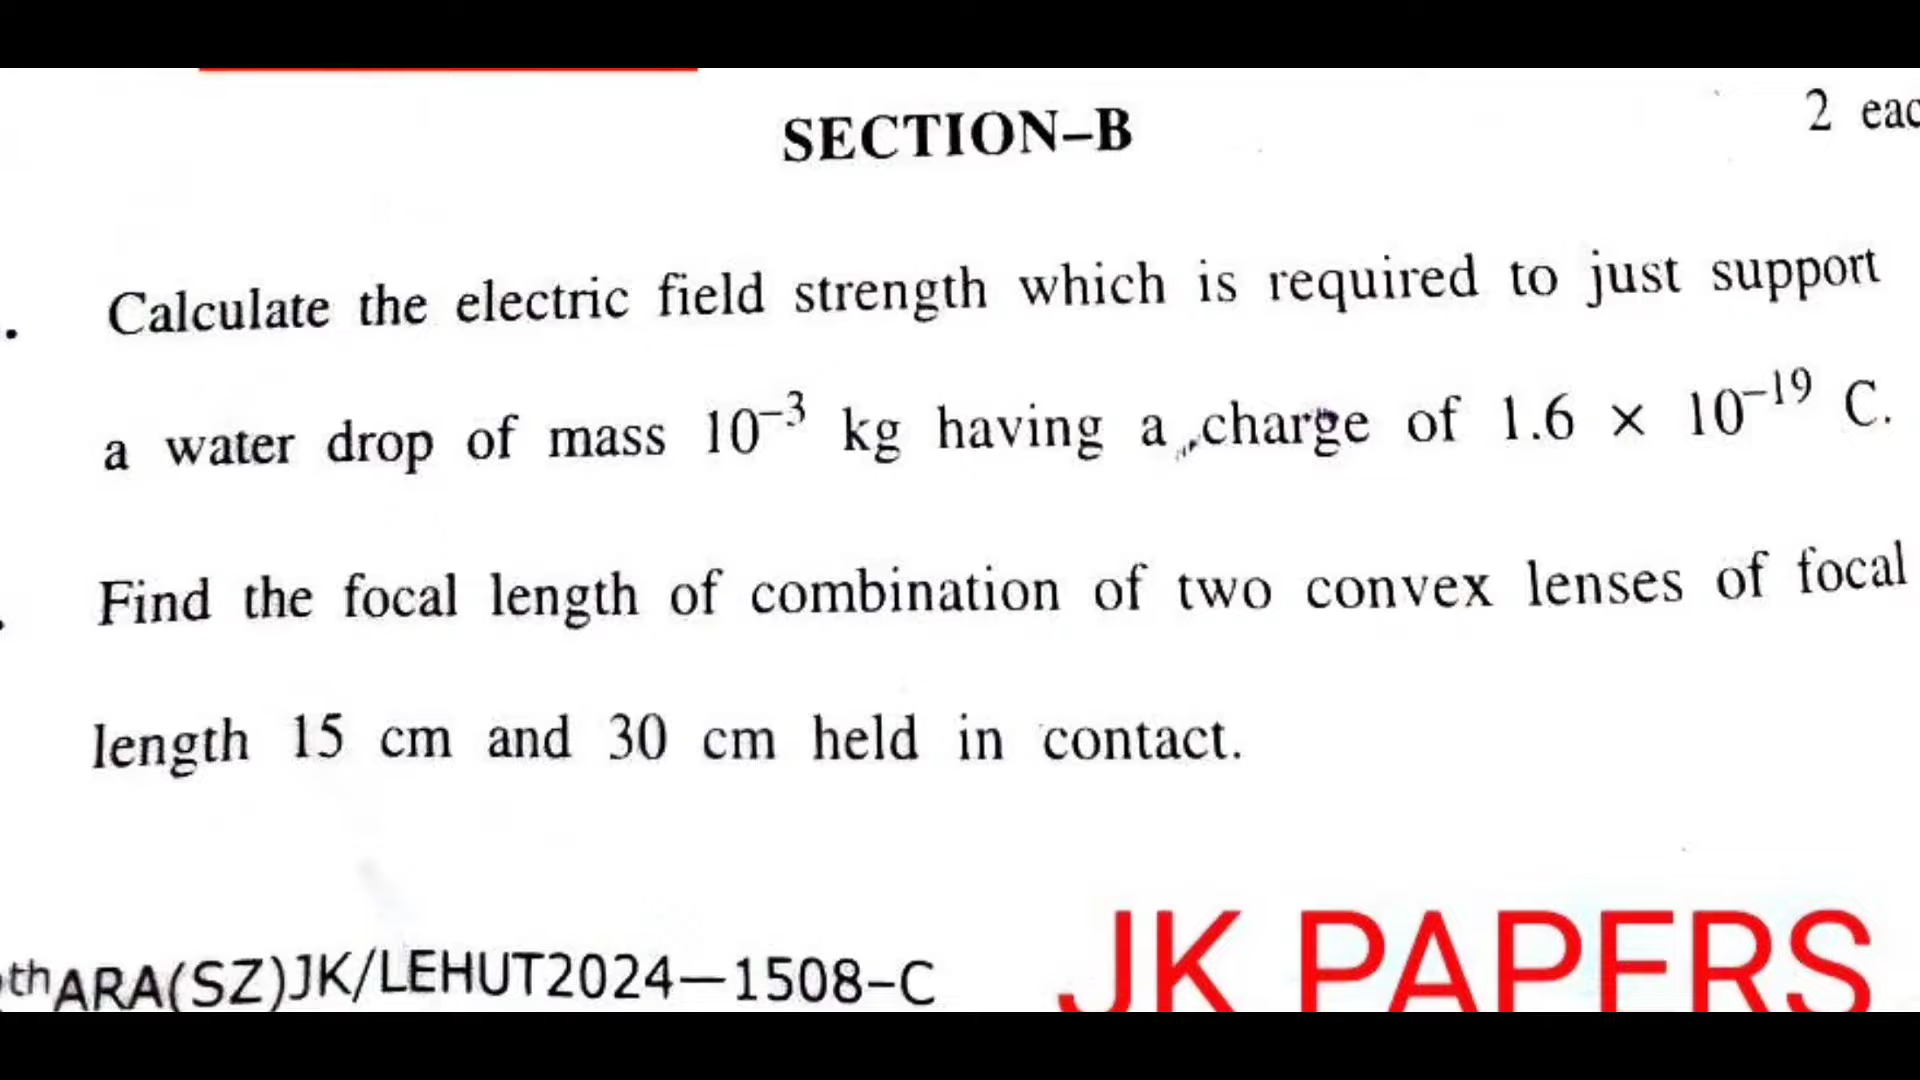 SECTION–B
2 eac
. Calculate the electric field strength which is required to just support
a water drop of mass 10⁻³ kg having a charge of 1.6 × 10⁻¹⁹ C.
. Find the focal length of combination of two convex lenses of focal
length 15 cm and 30 cm held in contact.
thARA(SZ)JK/LEHUT2024—1508–C
JK PAPERS